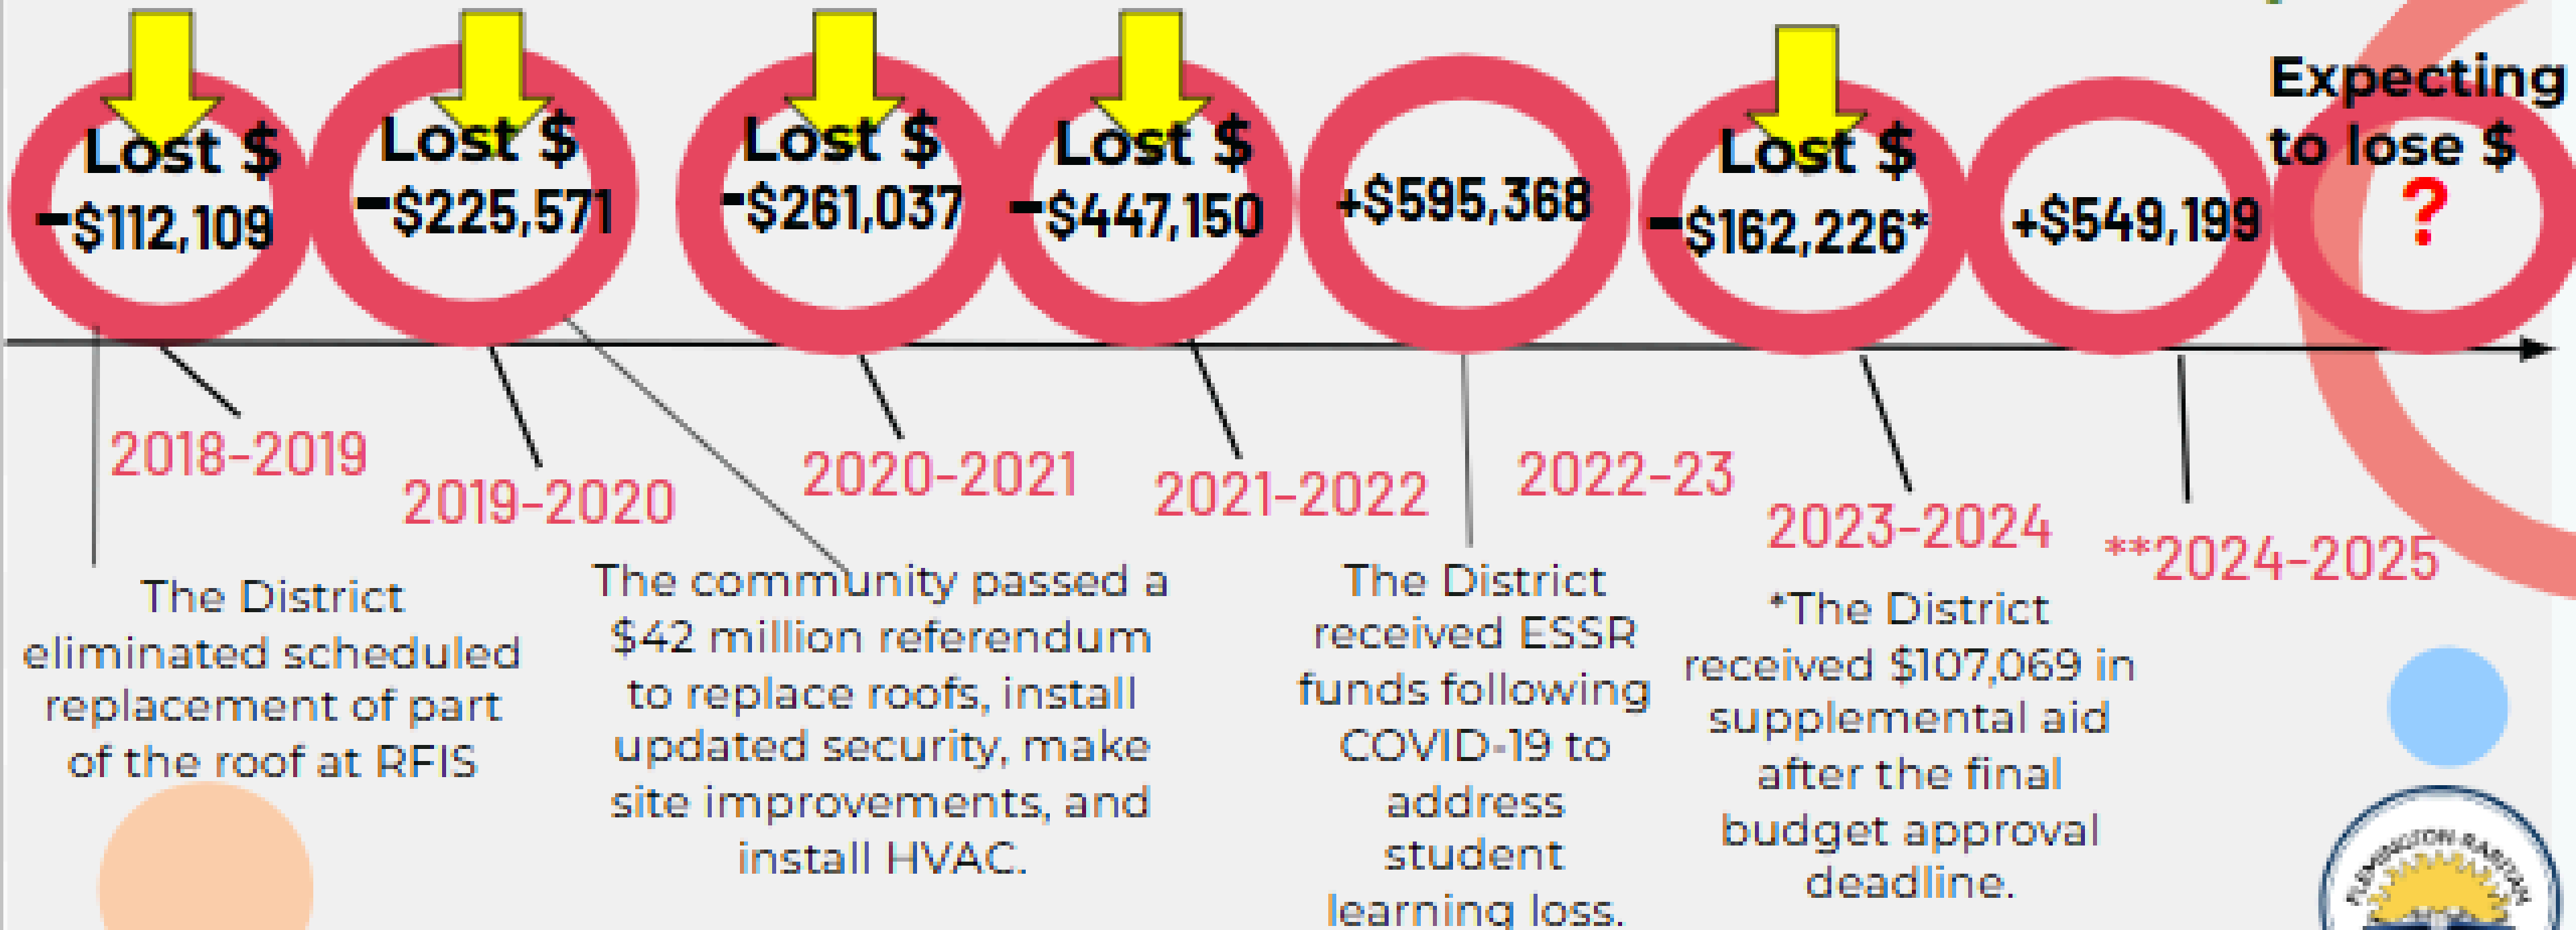 Lost $
-$112,109
Lost $
-$225,571
Lost $
-$261,037
Lost $
-$447,150
+$595,368
Lost $
-$162,226*
+$549,199
Expecting
to lose $
?
2018-2019
2019-2020
2020-2021
2021-2022
2022-23
2023-2024
**2024-2025
The District
eliminated scheduled
replacement of part
of the roof at RFIS
The community passed a
$42 million referendum
to replace roofs, install
updated security, make
site improvements, and
install HVAC.
The District
received ESSR
funds following
COVID-19 to
address
student
learning loss.
*The District
received $107,069 in
supplemental aid
after the final
budget approval
deadline.
FLEMINGTON-RARITAN